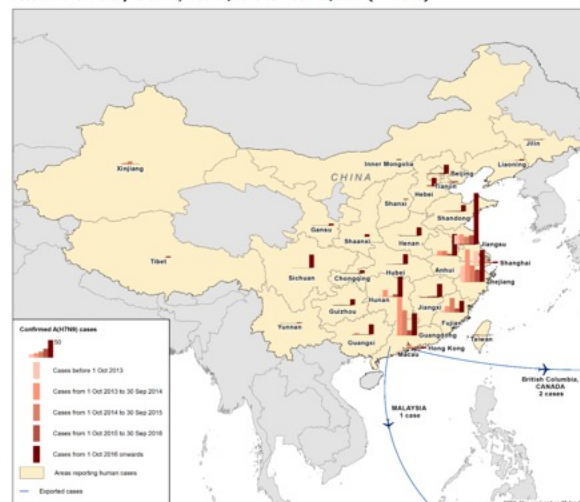 Jilin
Inner Mongolia
Liaoning
Beijing
Xinjiang
Tianjin
CHINA
Hebei
Shanxi
Shandong
Gansu
Shaanxi
Henan
Jiangsu
Tibet
Anhui
Shanghai
Sichuan
Chongqing
Hubei
Zhejiang
Hunan
Jiangxi
Guizhou
Fujian
Yunnan
Guangdong
Guangxi
Taiwan
Hong Kong
Macau
Confirmed A(H7N9) cases
50
Cases before 1 Oct 2013
Cases from 1 Oct 2013 to 30 Sep 2014
Cases from 1 Oct 2014 to 30 Sep 2015
Cases from 1 Oct 2015 to 30 Sep 2016
Cases from 1 Oct 2016 onwards
Areas reporting human cases
Exported cases
British Columbia,
CANADA
2 cases
MALAYSIA
1 case